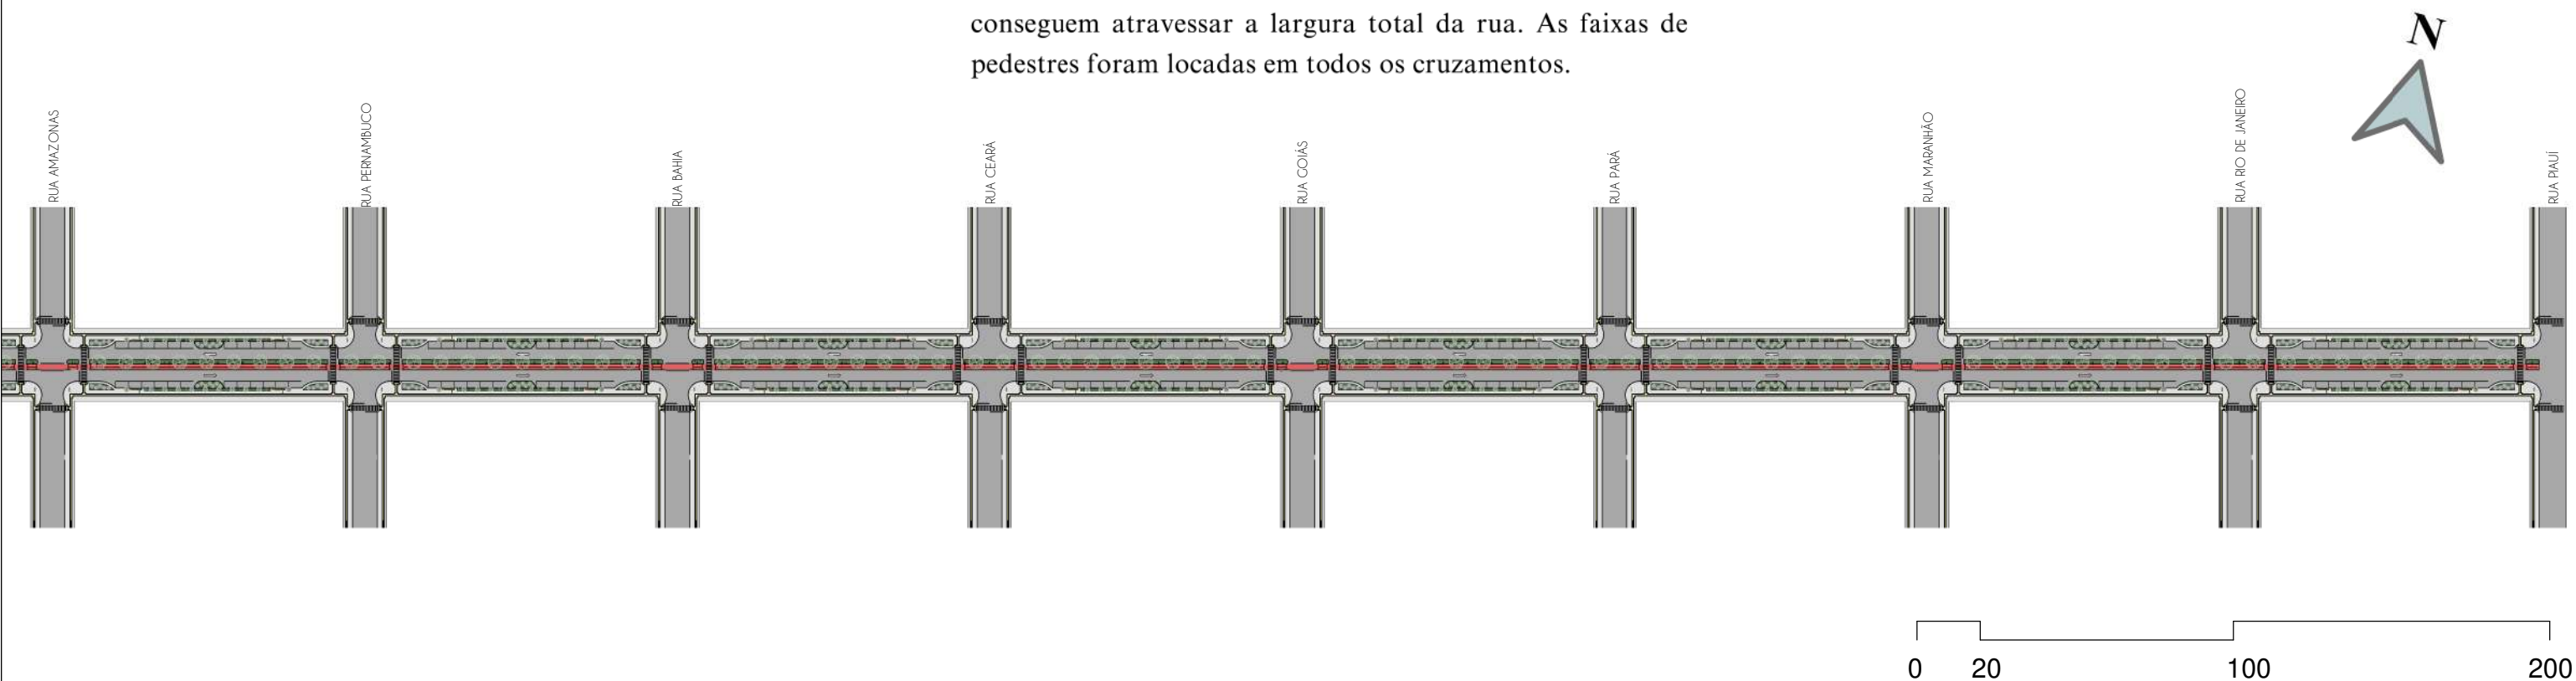 conseguem atravessar a largura total da rua. As faixas de
pedestres foram locadas em todos os cruzamentos.
N
RUA AMAZONAS
RUA PERNAMBUCO
RUA BAHIA
RUA CEARÁ
RUA GOIÁS
RUA PARÁ
RUA MARANHÃO
RUA RIO DE JANEIRO
RUA PIAUÍ
0 20 100 200